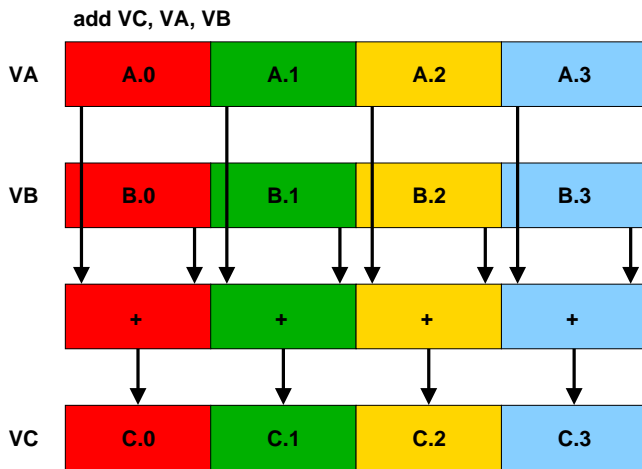 add VC, VA, VB
VA A.0 A.1 A.2 A.3
VB B.0 B.1 B.2 B.3
+ + + +
VC C.0 C.1 C.2 C.3